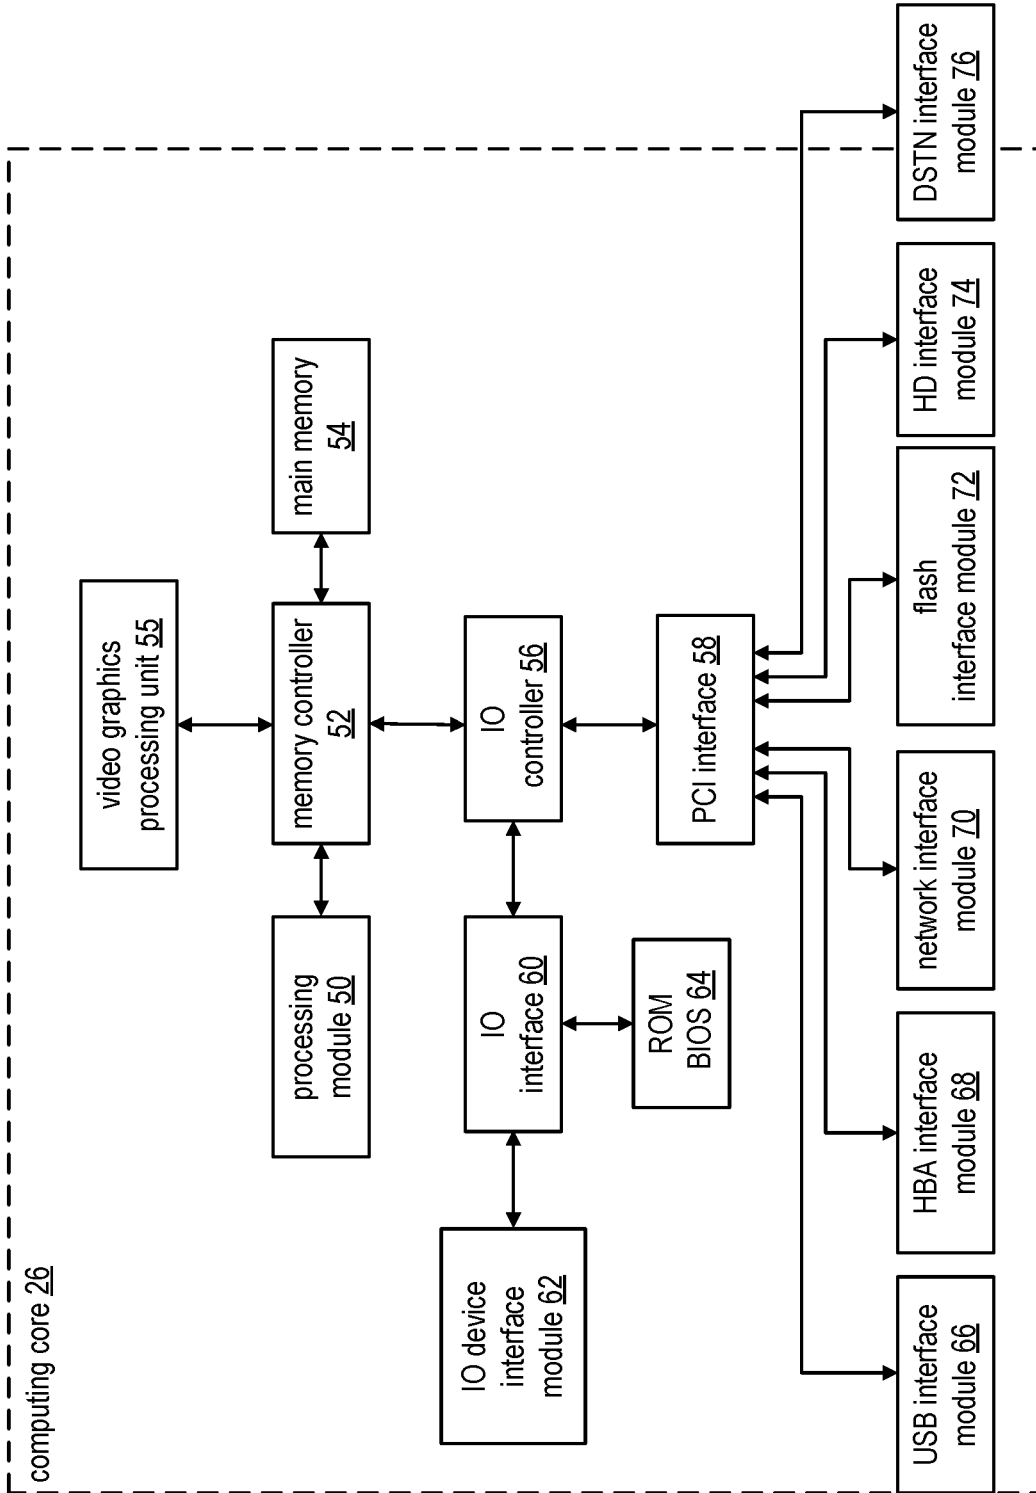 computing core 26
video graphics
processing unit 55
processing
module 50
memory controller
52
main memory
54
IO device
interface
module 62
IO
interface 60
IO
controller 56
ROM
BIOS 64
PCI interface 58
USB interface
module 66
HBA interface
module 68
network interface
module 70
flash
interface module 72
HD interface
module 74
DSTN interface
module 76